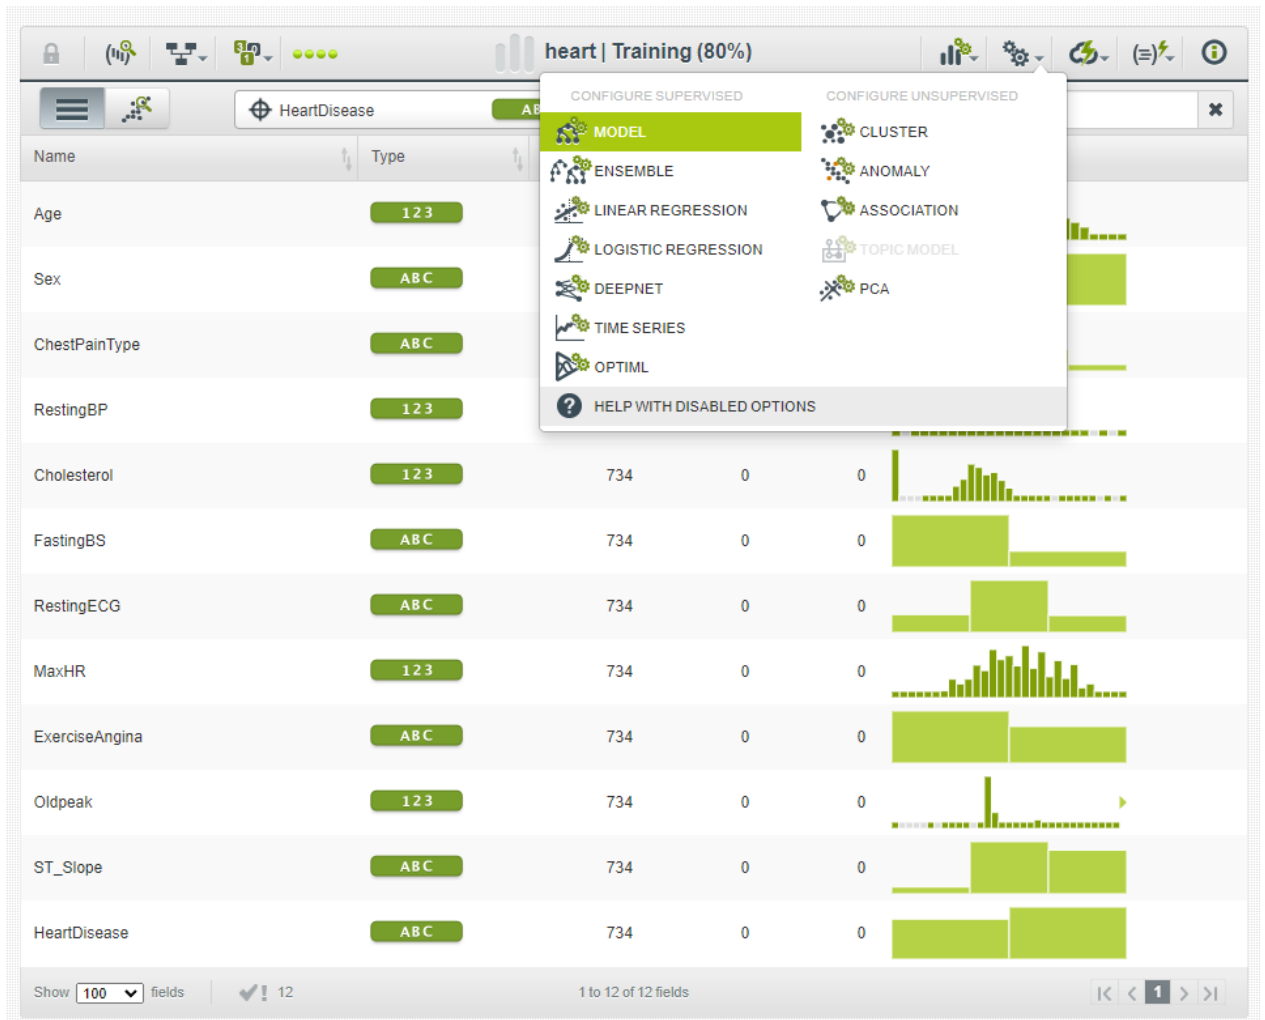 heart | Training (80%)
HeartDisease
CONFIGURE SUPERVISED
MODEL
ENSEMBLE
LINEAR REGRESSION
LOGISTIC REGRESSION
DEEPNET
TIME SERIES
OPTIML
CONFIGURE UNSUPERVISED
CLUSTER
ANOMALY
ASSOCIATION
TOPIC MODEL
PCA
HELP WITH DISABLED OPTIONS
Name Type
Age 123
Sex ABC
ChestPainType ABC
RestingBP 123
Cholesterol 123 734 0 0
FastingBS ABC 734 0 0
RestingECG ABC 734 0 0
MaxHR 123 734 0 0
ExerciseAngina ABC 734 0 0
Oldpeak 123 734 0 0
ST_Slope ABC 734 0 0
HeartDisease ABC 734 0 0
Show 100 fields 12 1 to 12 of 12 fields 1